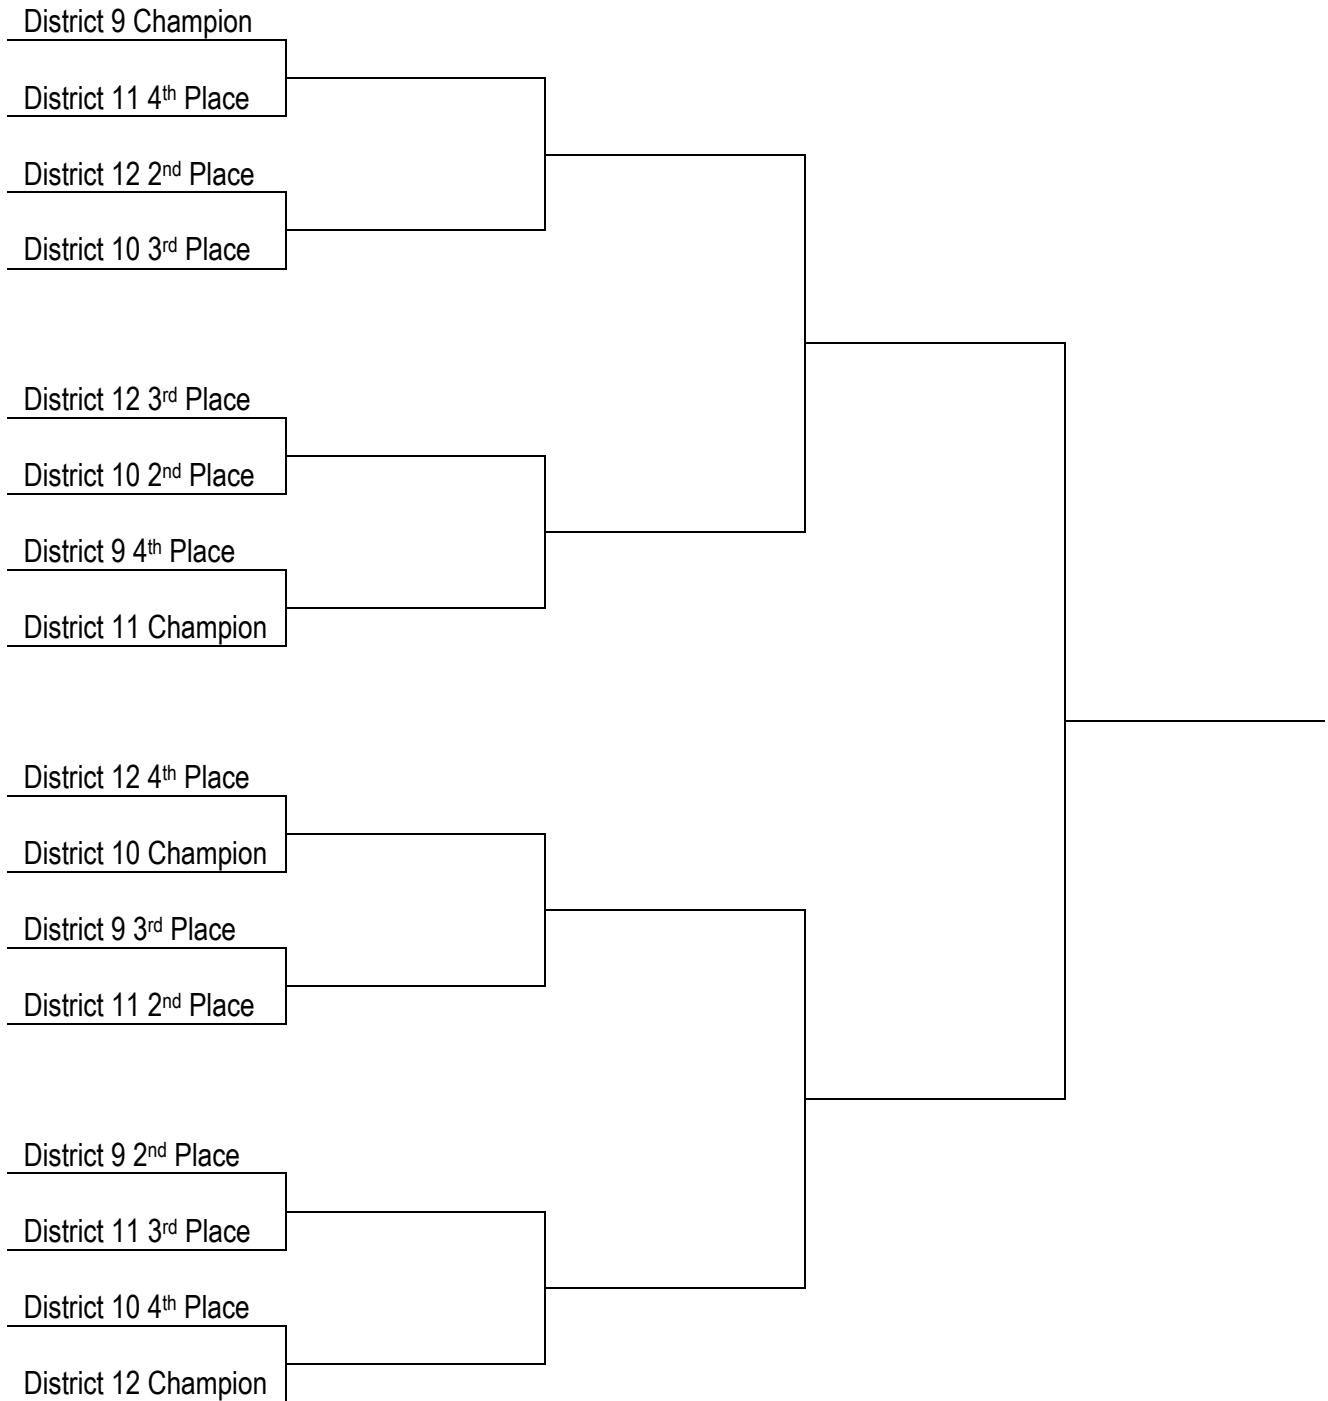 District 9 Champion
District 11 4th Place
District 12 2nd Place
District 10 3rd Place
District 12 3rd Place
District 10 2nd Place
District 9 4th Place
District 11 Champion
District 12 4th Place
District 10 Champion
District 9 3rd Place
District 11 2nd Place
District 9 2nd Place
District 11 3rd Place
District 10 4th Place
District 12 Champion